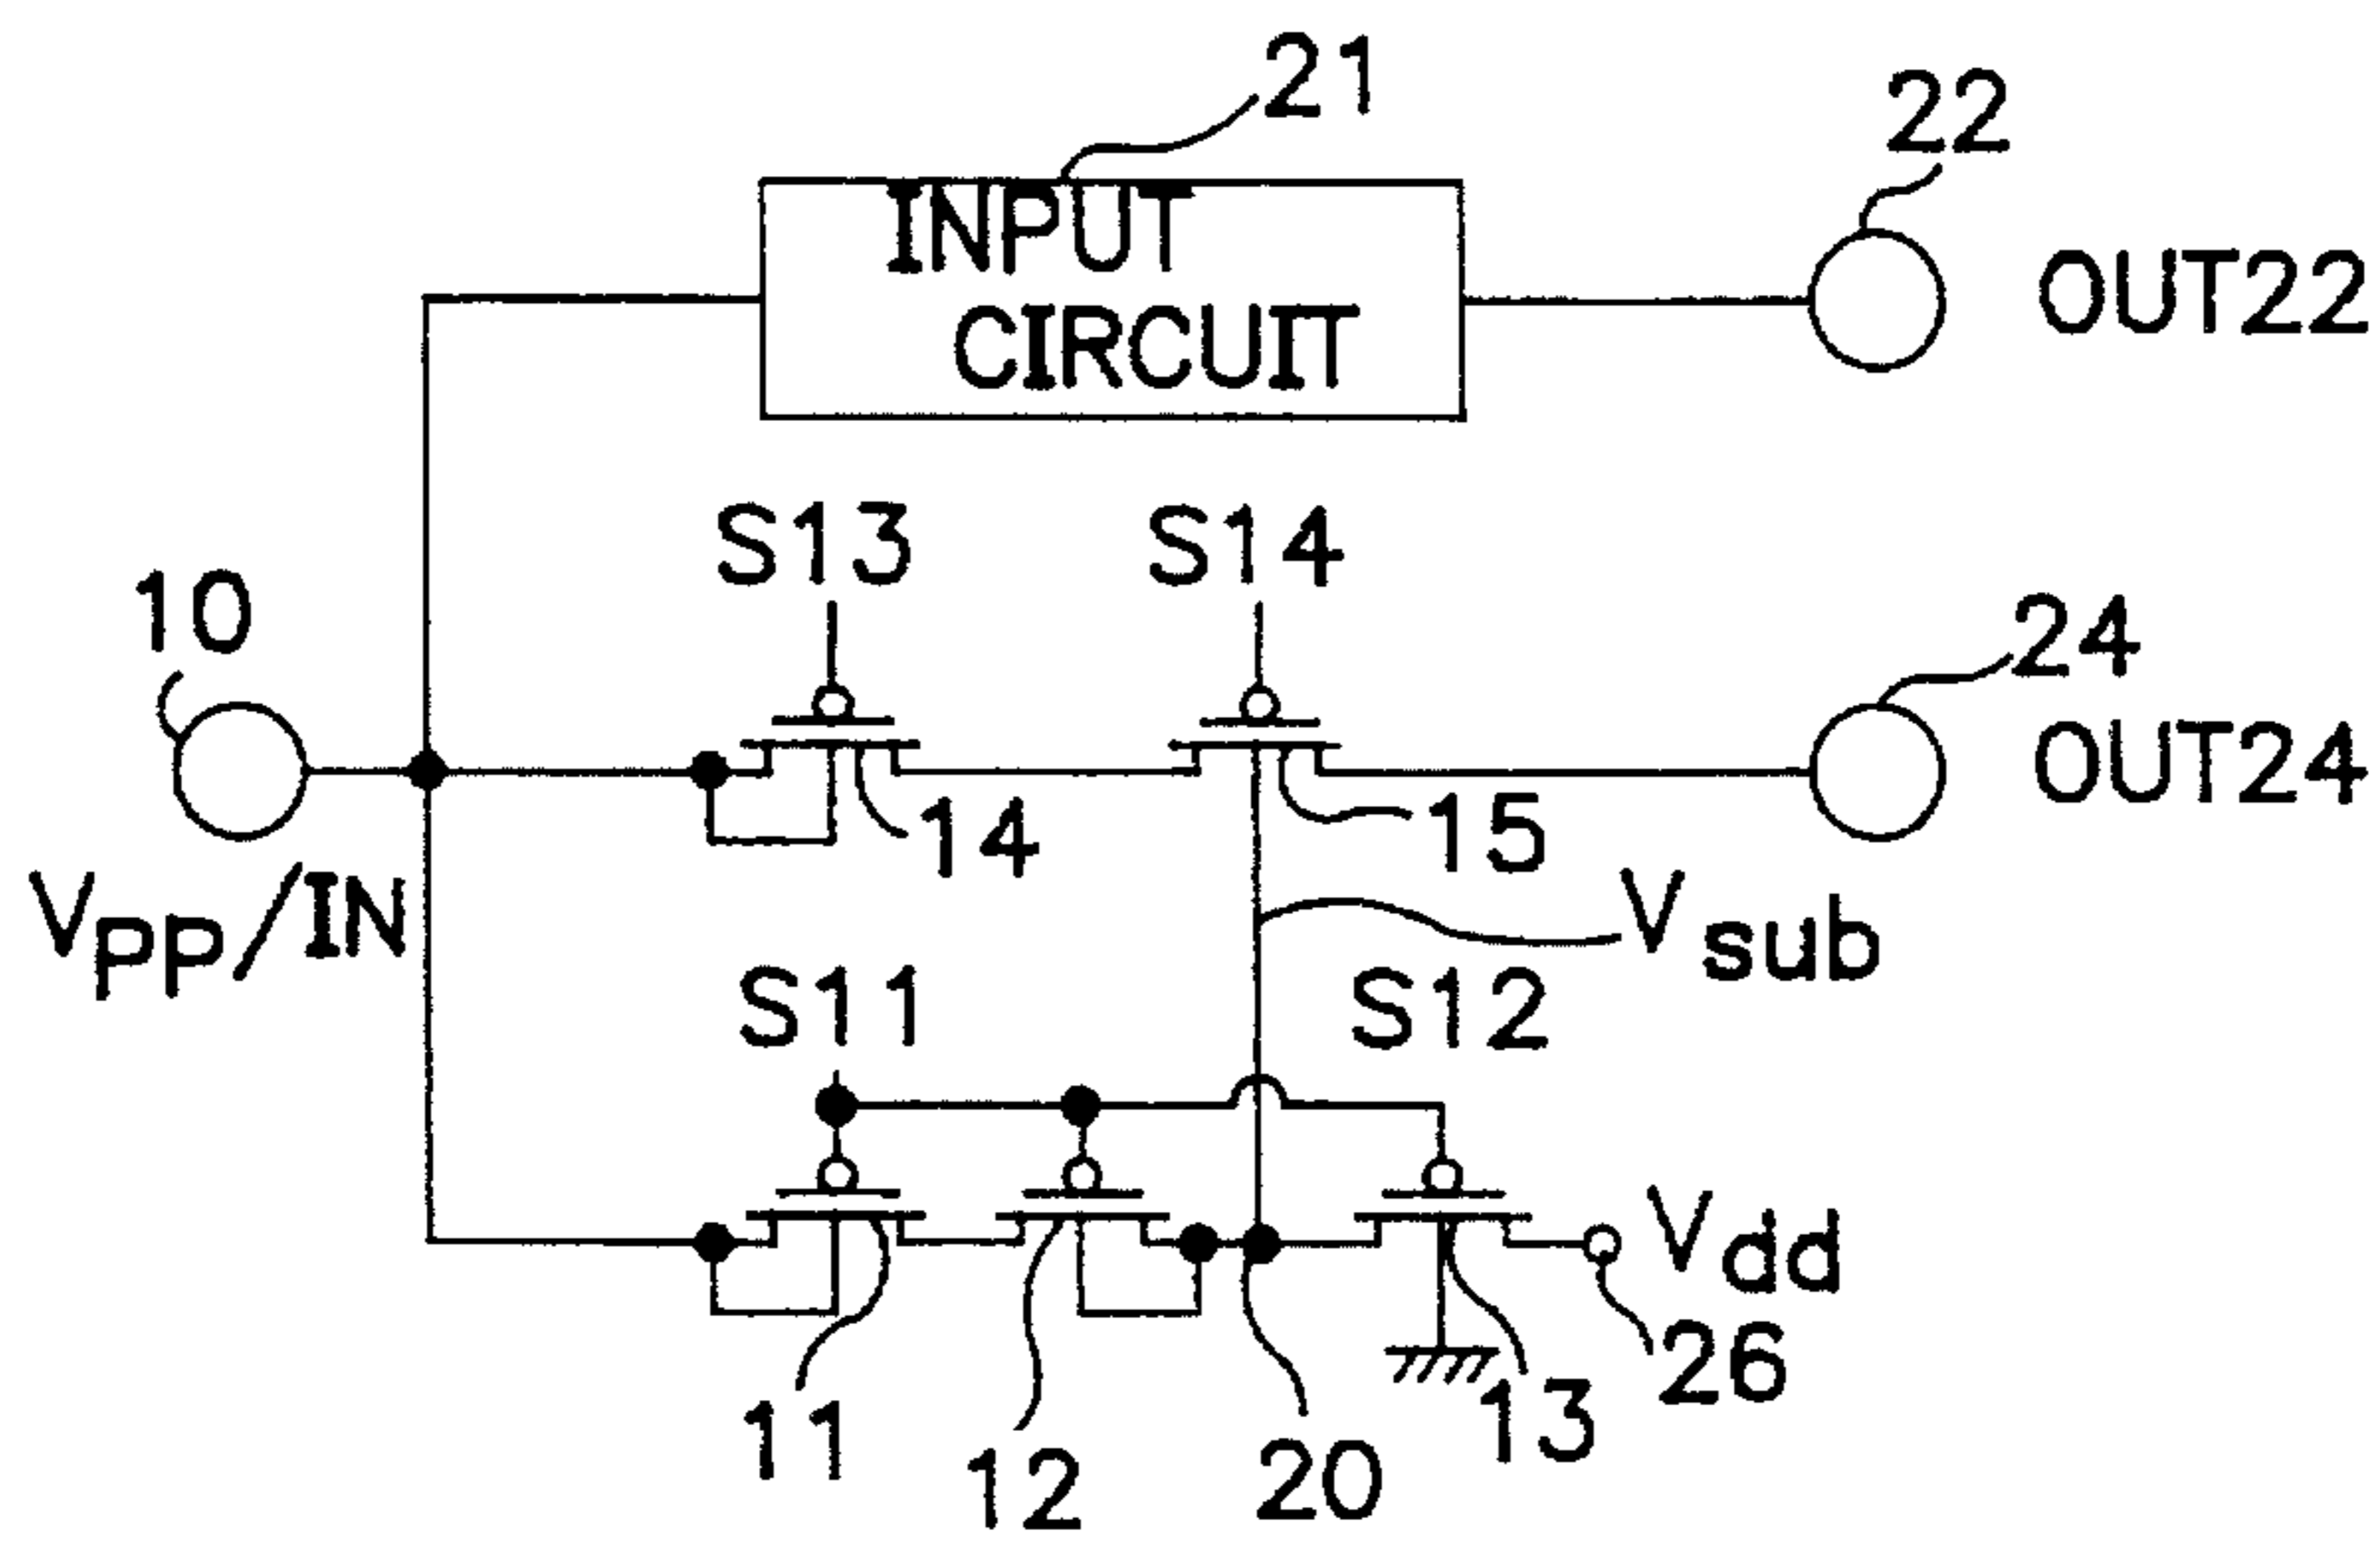 21
22
INPUT
CIRCUIT
OUT22
S13
S14
10
24
OUT24
14
15
VPP/IN
Vsub
S11
S12
Vdd
26
11
12
20
13